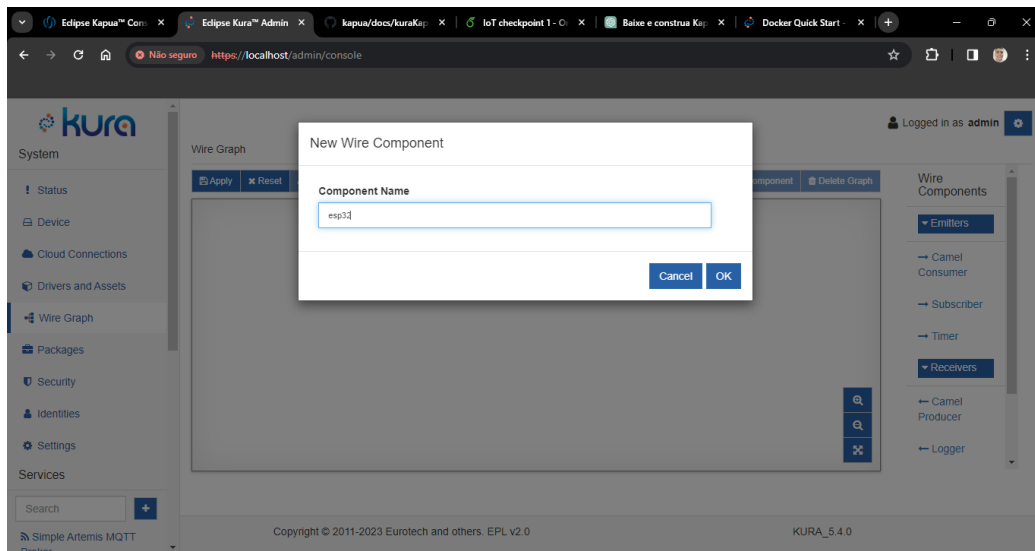 Eclipse Kapua™ Cons
Eclipse Kura™ Admin
kapua/docs/kuraKap
IoT checkpoint 1 - O
Baixe e construa Kap
Docker Quick Start -
Não seguro
https://localhost/admin/console
kura
Logged in as admin
System
Status
Device
Cloud Connections
Drivers and Assets
Wire Graph
Packages
Security
Identities
Settings
Services
Search
Simple Artemis MQTT
Wire Graph
Apply
Reset
omponent
Delete Graph
New Wire Component
Component Name
esp32
Cancel
OK
Wire
Components
Emitters
Camel
Consumer
Subscriber
Timer
Receivers
Camel
Producer
Logger
Copyright © 2011-2023 Eurotech and others. EPL v2.0
KURA_5.4.0